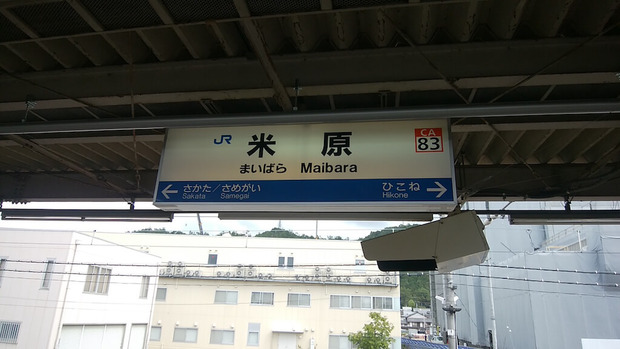 JR 米原 CA 83
まいばら Maibara
← さかた／さめがい ひこね →
Sakata Samegai Hikone